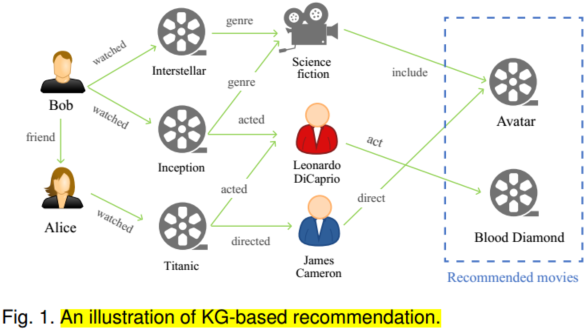 watched
genre
Interstellar
Science
fiction
include
genre
Bob
watched
Avatar
friend
Inception
acted
Leonardo
DiCaprio
act
acted
direct
Alice
watched
Titanic
directed
James
Cameron
Blood Diamond
Recommended movies
Fig. 1. An illustration of KG-based recommendation.